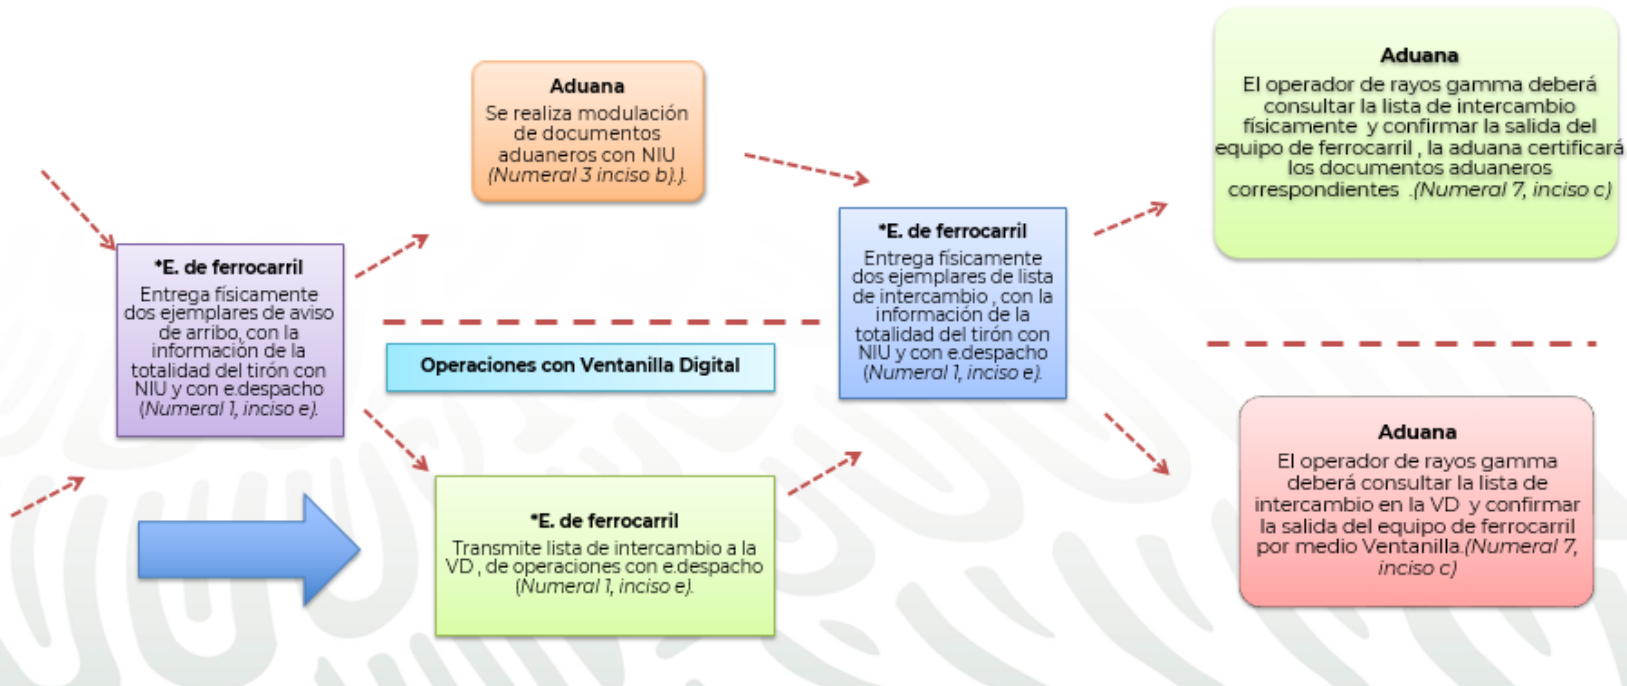 *E. de ferrocarril
Entrega físicamente
dos ejemplares de aviso
de arribo, con la
información de la
totalidad del tirón con
NIU y con e.despacho
(Numeral 1, inciso e).
Aduana
Se realiza modulación
de documentos
aduaneros con NIU
(Numeral 3 inciso b).).
Operaciones con Ventanilla Digital
*E. de ferrocarril
Transmite lista de intercambio a la
VD , de operaciones con e.despacho
(Numeral 1, inciso e).
*E. de ferrocarril
Entrega físicamente
dos ejemplares de lista
de intercambio , con la
información de la
totalidad del tirón con
NIU y con e.despacho
(Numeral 1, inciso e).
Aduana
El operador de rayos gamma deberá
consultar la lista de intercambio
físicamente y confirmar la salida del
equipo de ferrocarril , la aduana certificará
los documentos aduaneros
correspondientes .(Numeral 7, inciso c)
Aduana
El operador de rayos gamma
deberá consultar la lista de
intercambio en la VD y confirmar
la salida del equipo de ferrocarril
por medio Ventanilla.(Numeral 7,
inciso c)